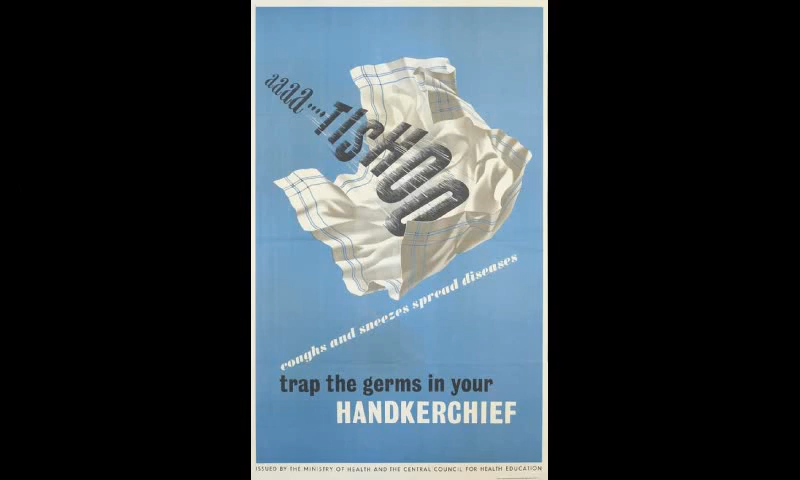 aaaa....TISHOO
coughs and sneezes spread diseases
trap the germs in your
HANDKERCHIEF
ISSUED BY THE MINISTRY OF HEALTH AND THE CENTRAL COUNCIL FOR HEALTH EDUCATION